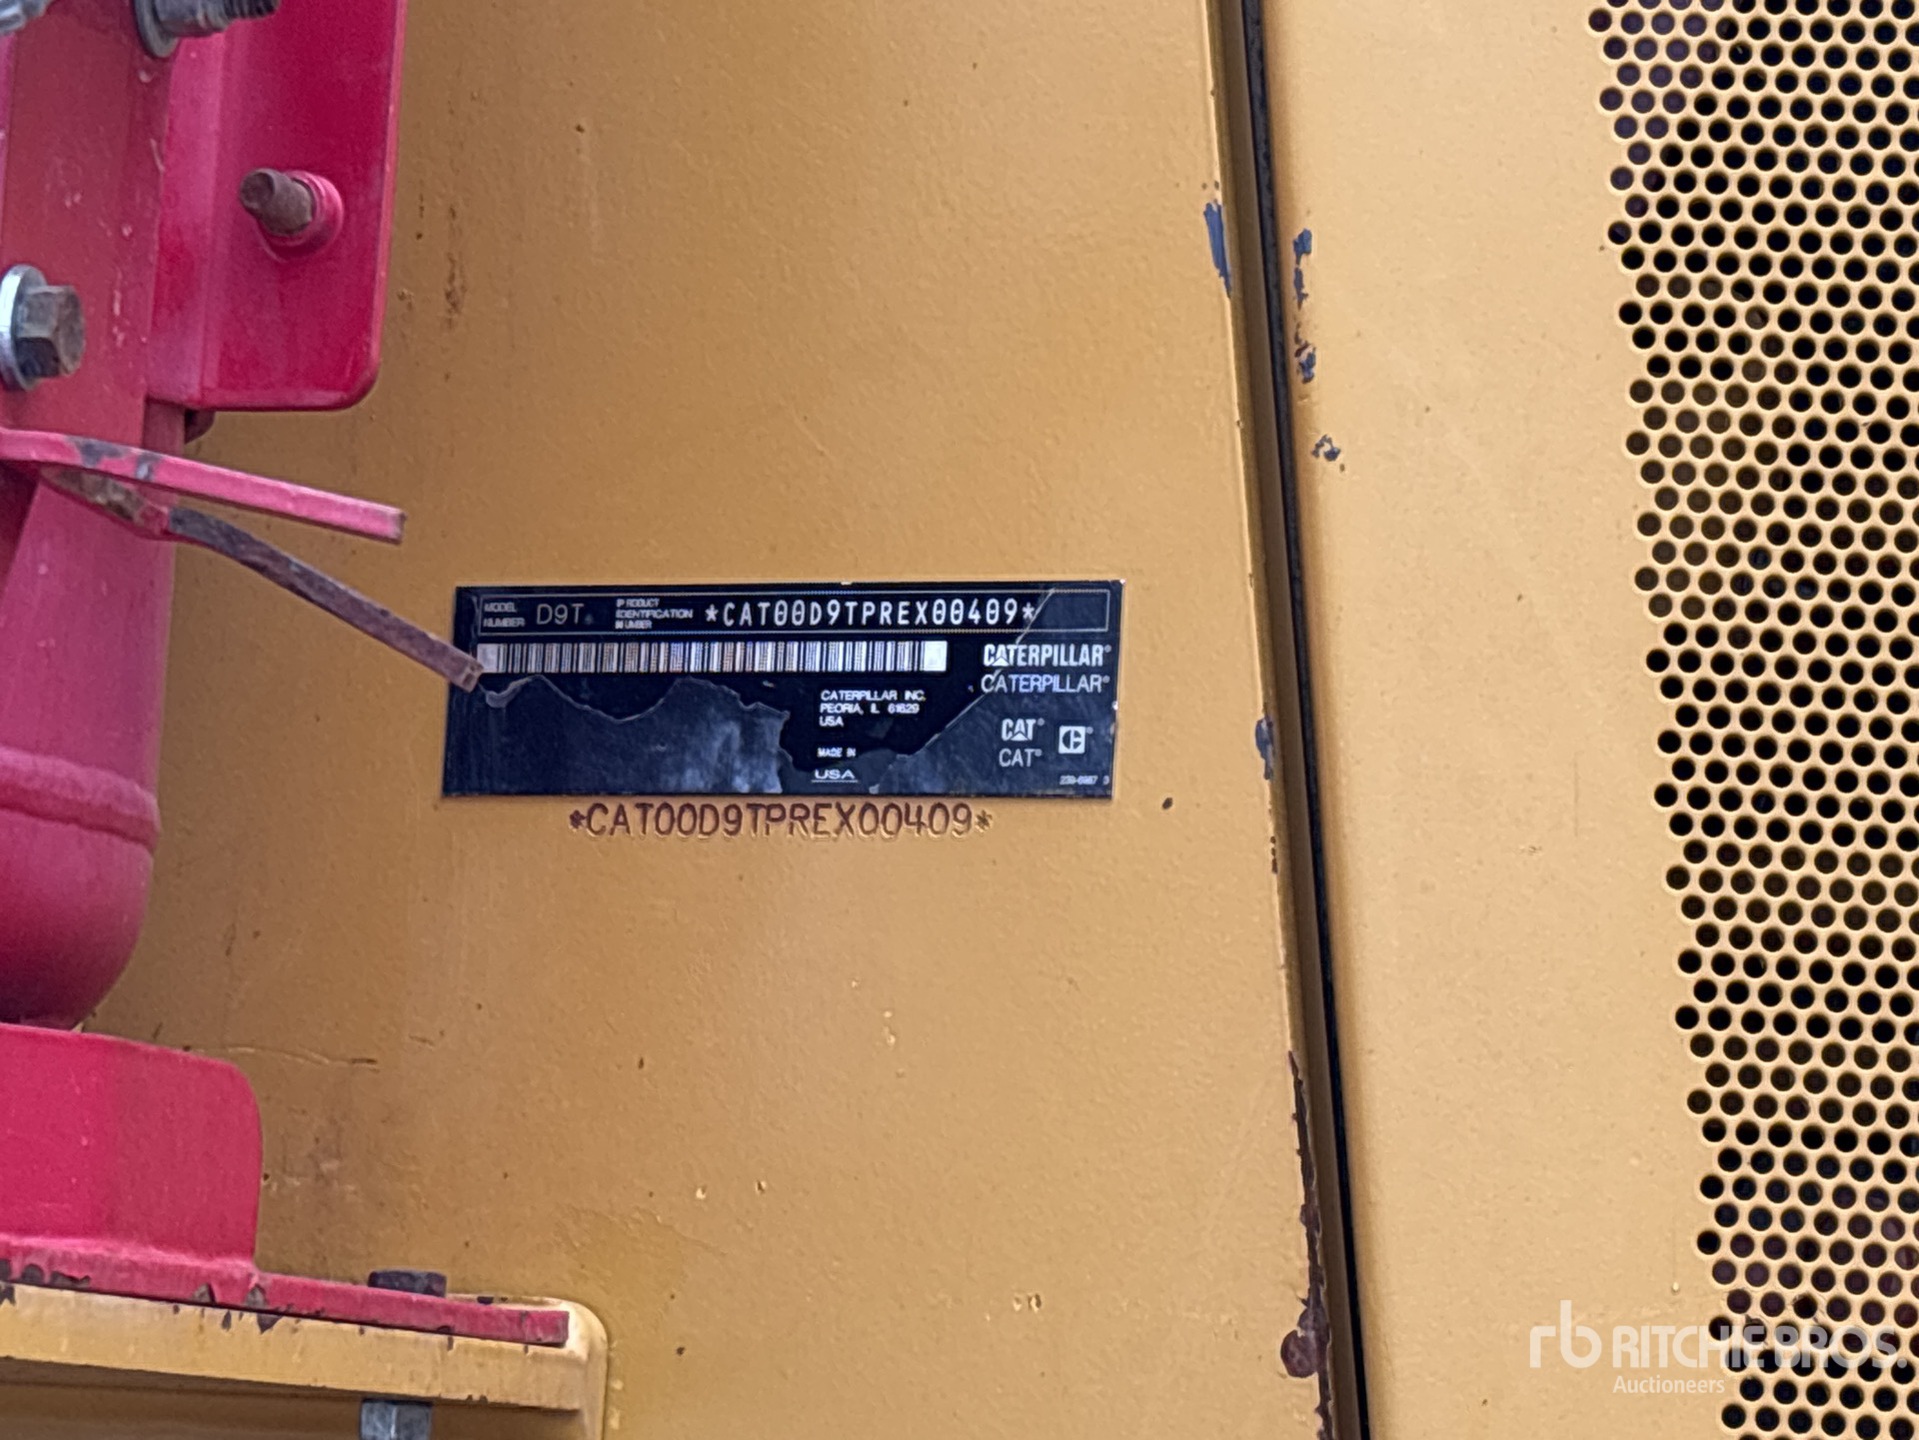 MODEL NUMBER D9T PRODUCT IDENTIFICATION NUMBER *CAT00D9TPREX00409*
CATERPILLAR®
CATERPILLAR®
CATERPILLAR INC.
PEORIA, IL 61629
USA
MADE IN
USA
CAT®
CAT®
*CAT00D9TPREX00409*
rb RITCHIE BROS.
Auctioneers